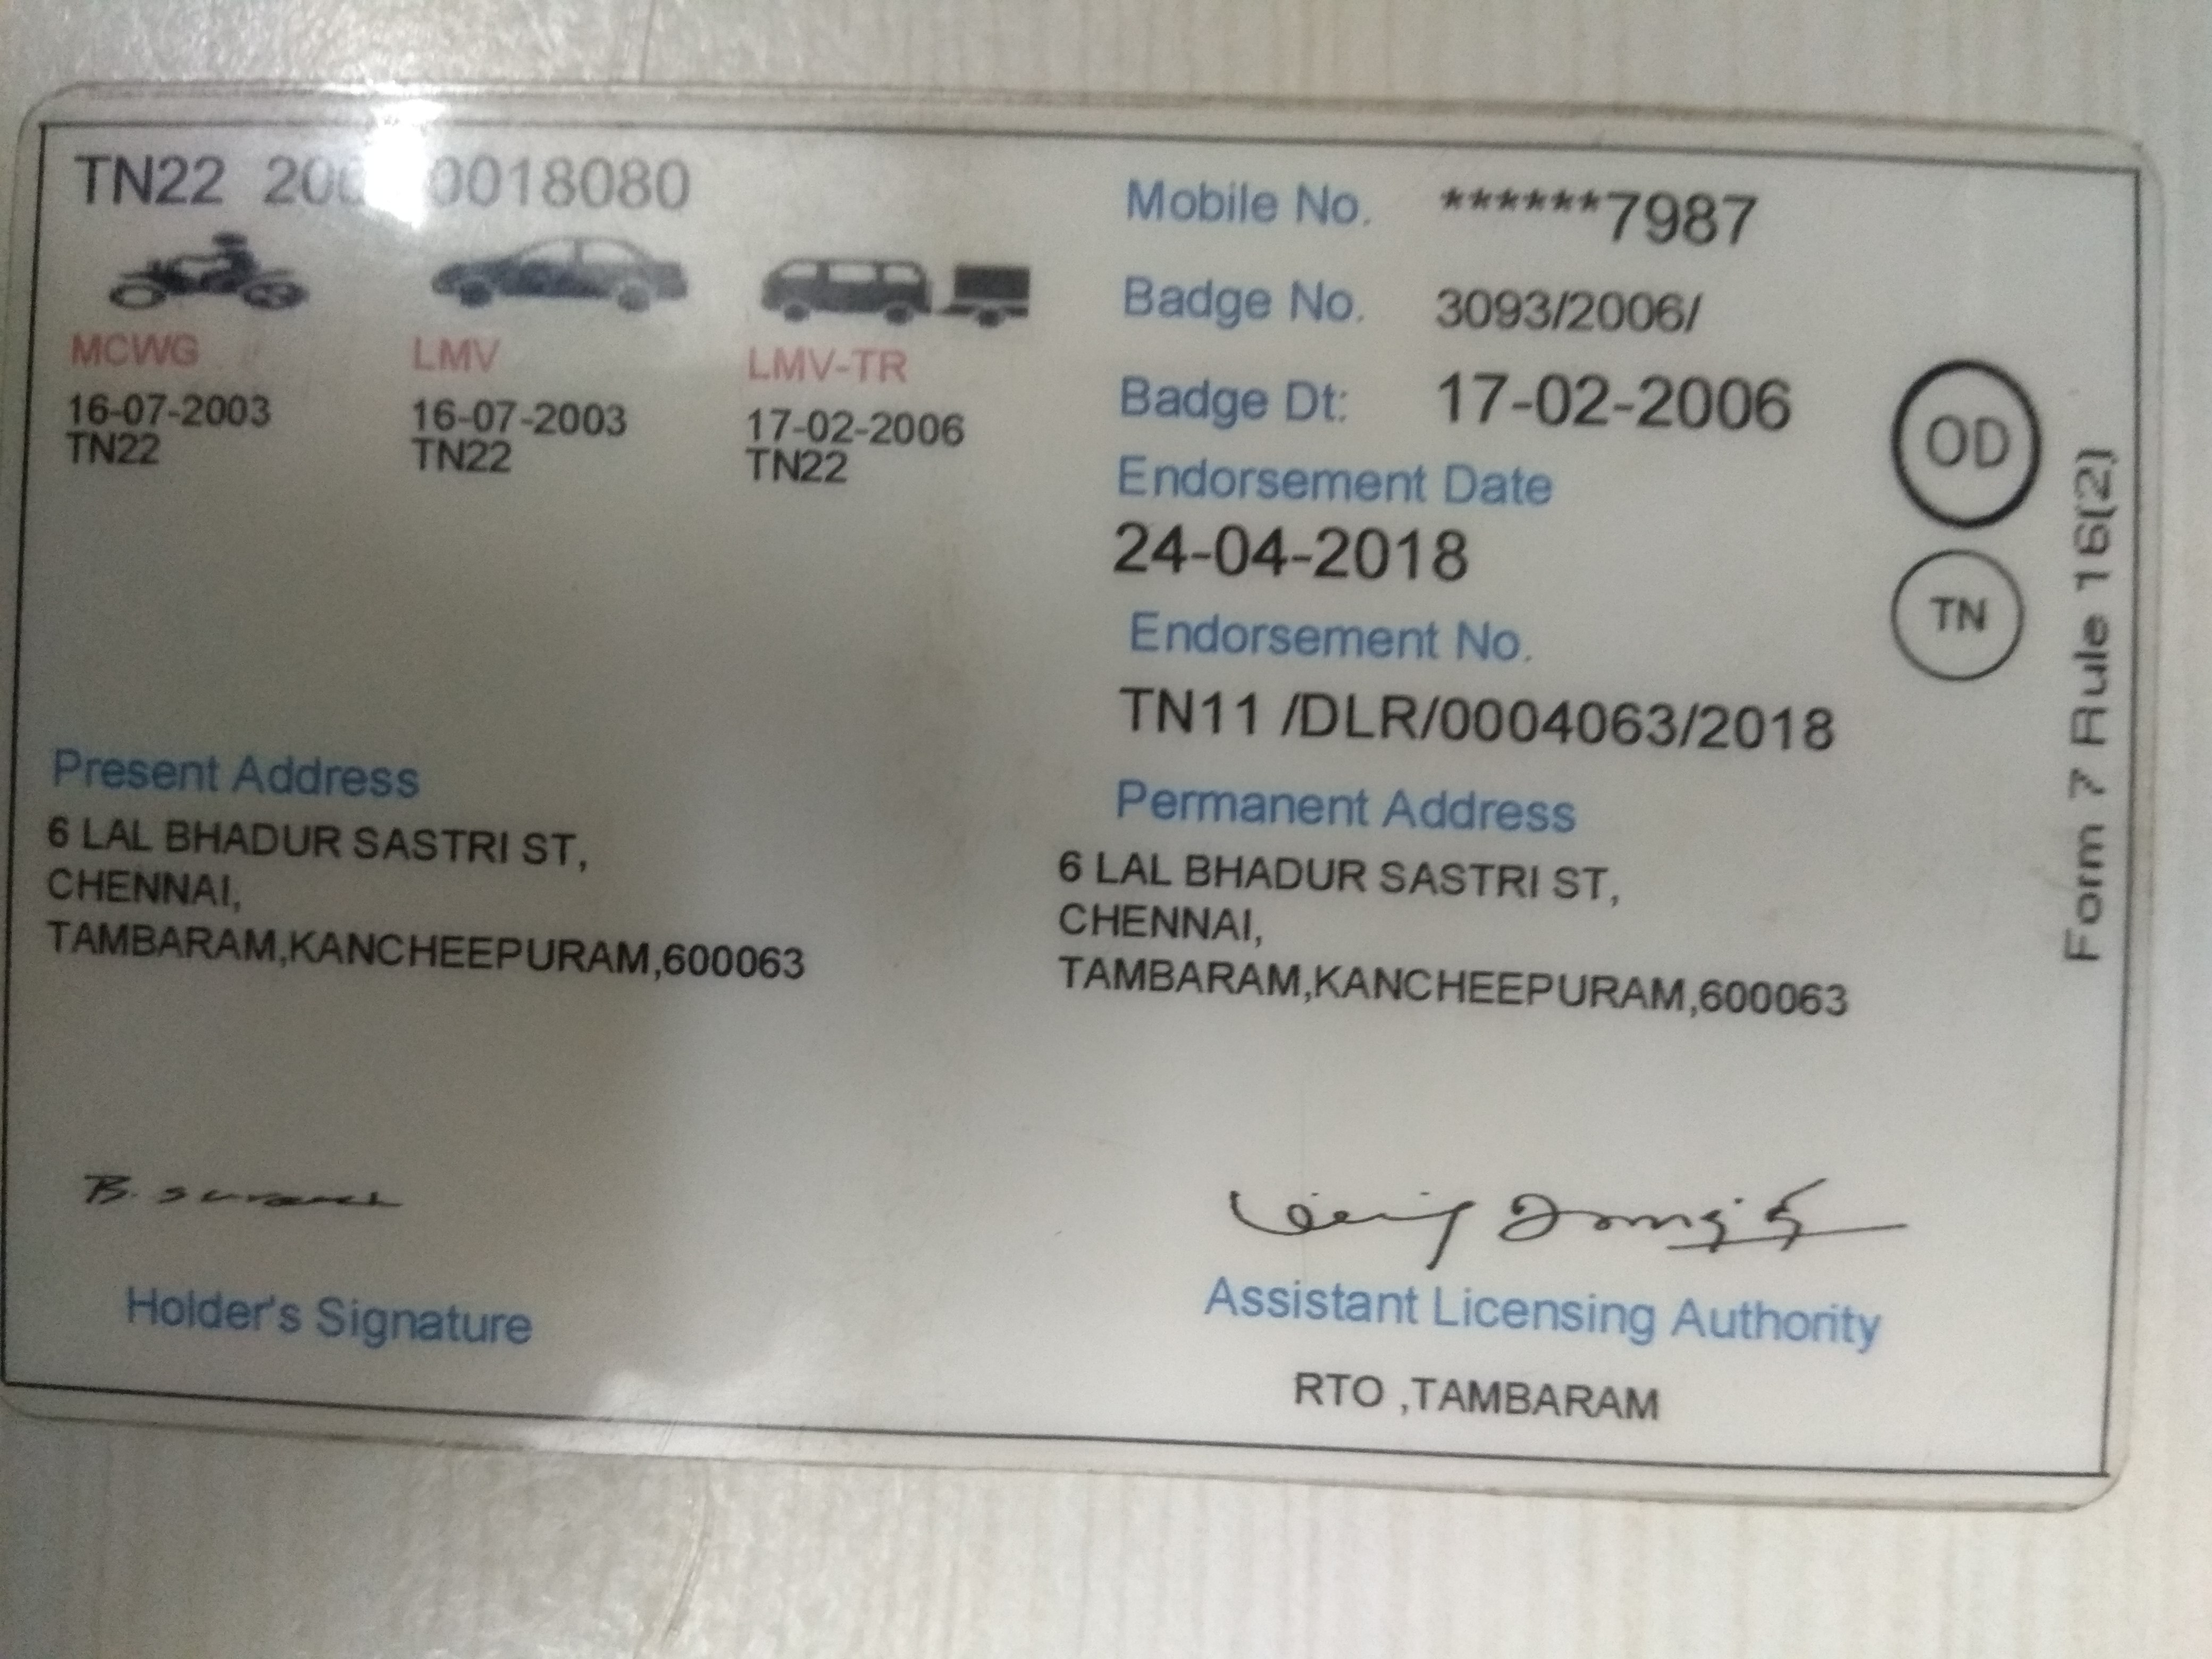 TN22 0018080
MCWG LMV LMV-TR
16-07-2003 16-07-2003 17-02-2006
TN22 TN22 TN22
Mobile No. ******7987
Badge No. 3093/2006/
Badge Dt: 17-02-2006
Endorsement Date
24-04-2018
Endorsement No.
TN11 /DLR/0004063/2018
OD
TN
Form 7 Rule 16(2)
Present Address
6 LAL BHADUR SASTRI ST,
CHENNAI,
TAMBARAM,KANCHEEPURAM,600063
Permanent Address
6 LAL BHADUR SASTRI ST,
CHENNAI,
TAMBARAM,KANCHEEPURAM,600063
Holder's Signature
Assistant Licensing Authority
RTO ,TAMBARAM